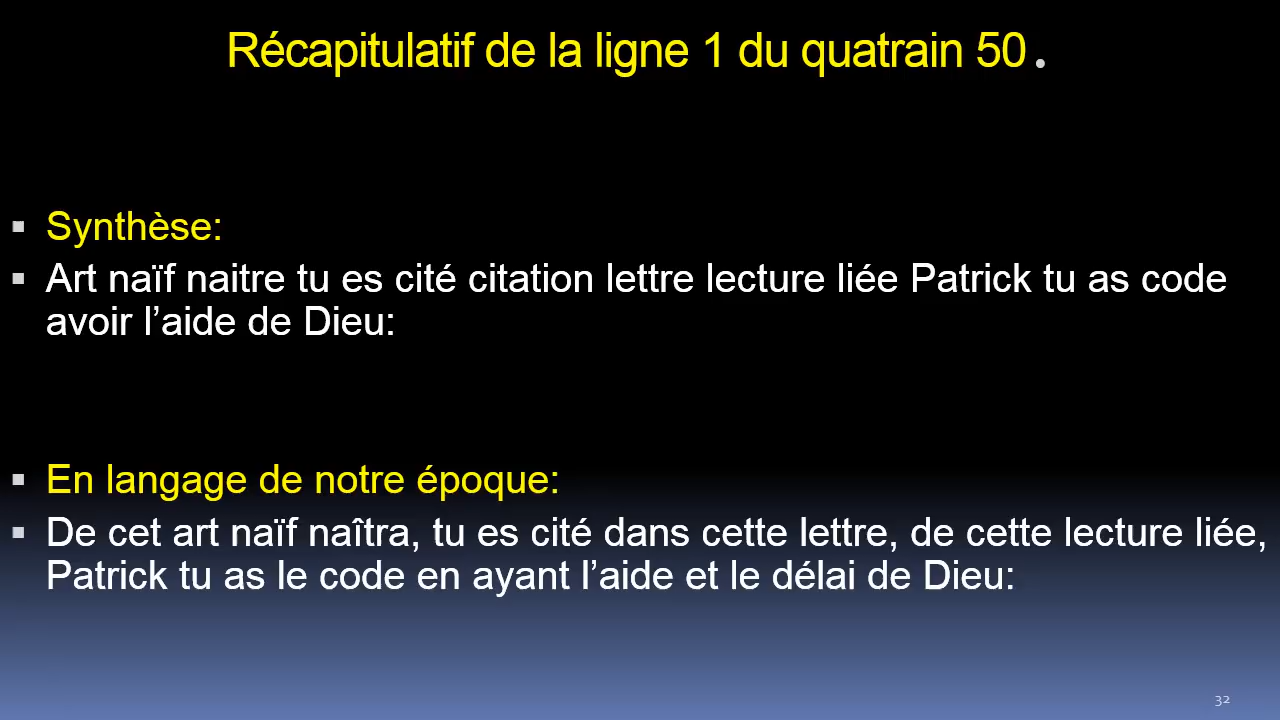 Récapitulatif de la ligne 1 du quatrain 50.
▪ Synthèse:
▪ Art naïf naitre tu es cité citation lettre lecture liée Patrick tu as code
avoir l’aide de Dieu:
▪ En langage de notre époque:
▪ De cet art naïf naîtra, tu es cité dans cette lettre, de cette lecture liée,
Patrick tu as le code en ayant l’aide et le délai de Dieu:
32